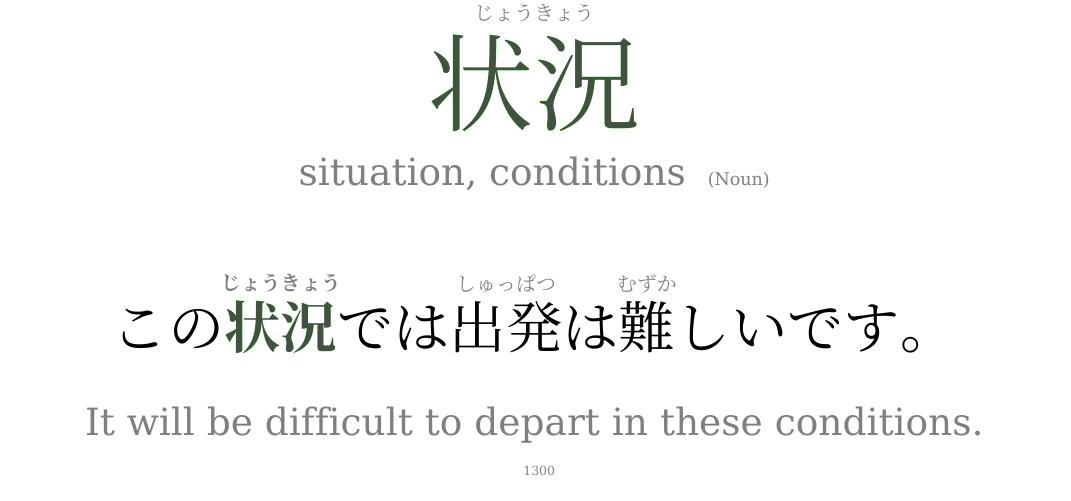 じょうきょう
状況
situation, conditions (Noun)
じょうきょう しゅっぱつ むずか
この状況では出発は難しいです。
It will be difficult to depart in these conditions.
1300